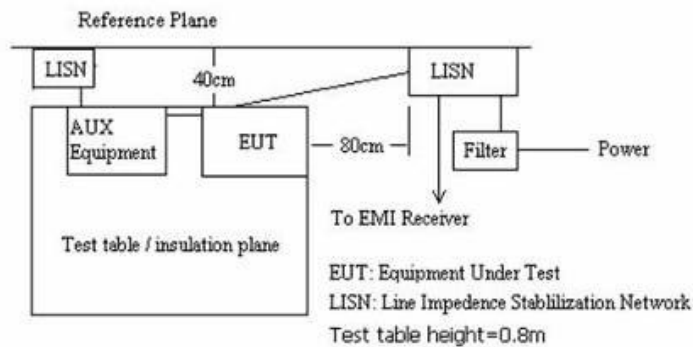 Reference Plane
LISN
40cm
LISN
AUX
Equipment
EUT
80cm
Filter
Power
To EMI Receiver
Test table / insulation plane
EUT: Equipment Under Test
LISN: Line Impedence Stablilization Network
Test table height=0.8m